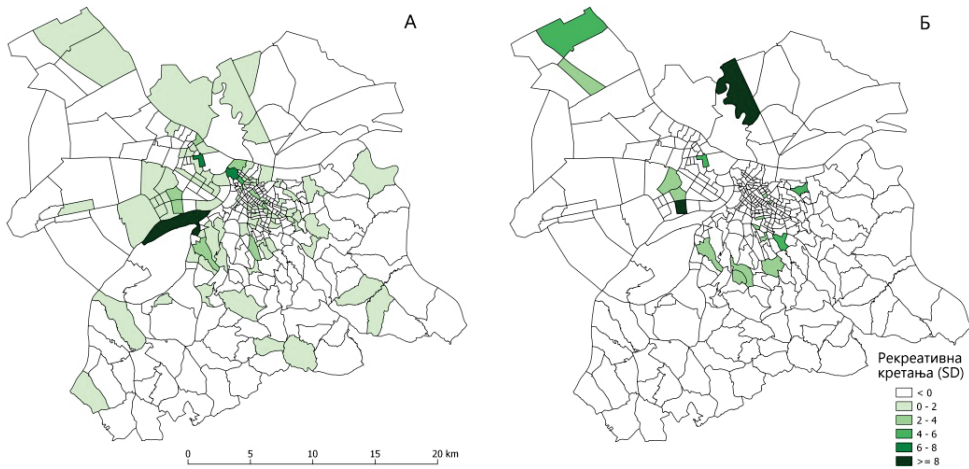 А
Б
Рекреативна
кретања (SD)
< 0
0 - 2
2 - 4
4 - 6
6 - 8
>= 8
0 5 10 15 20 km